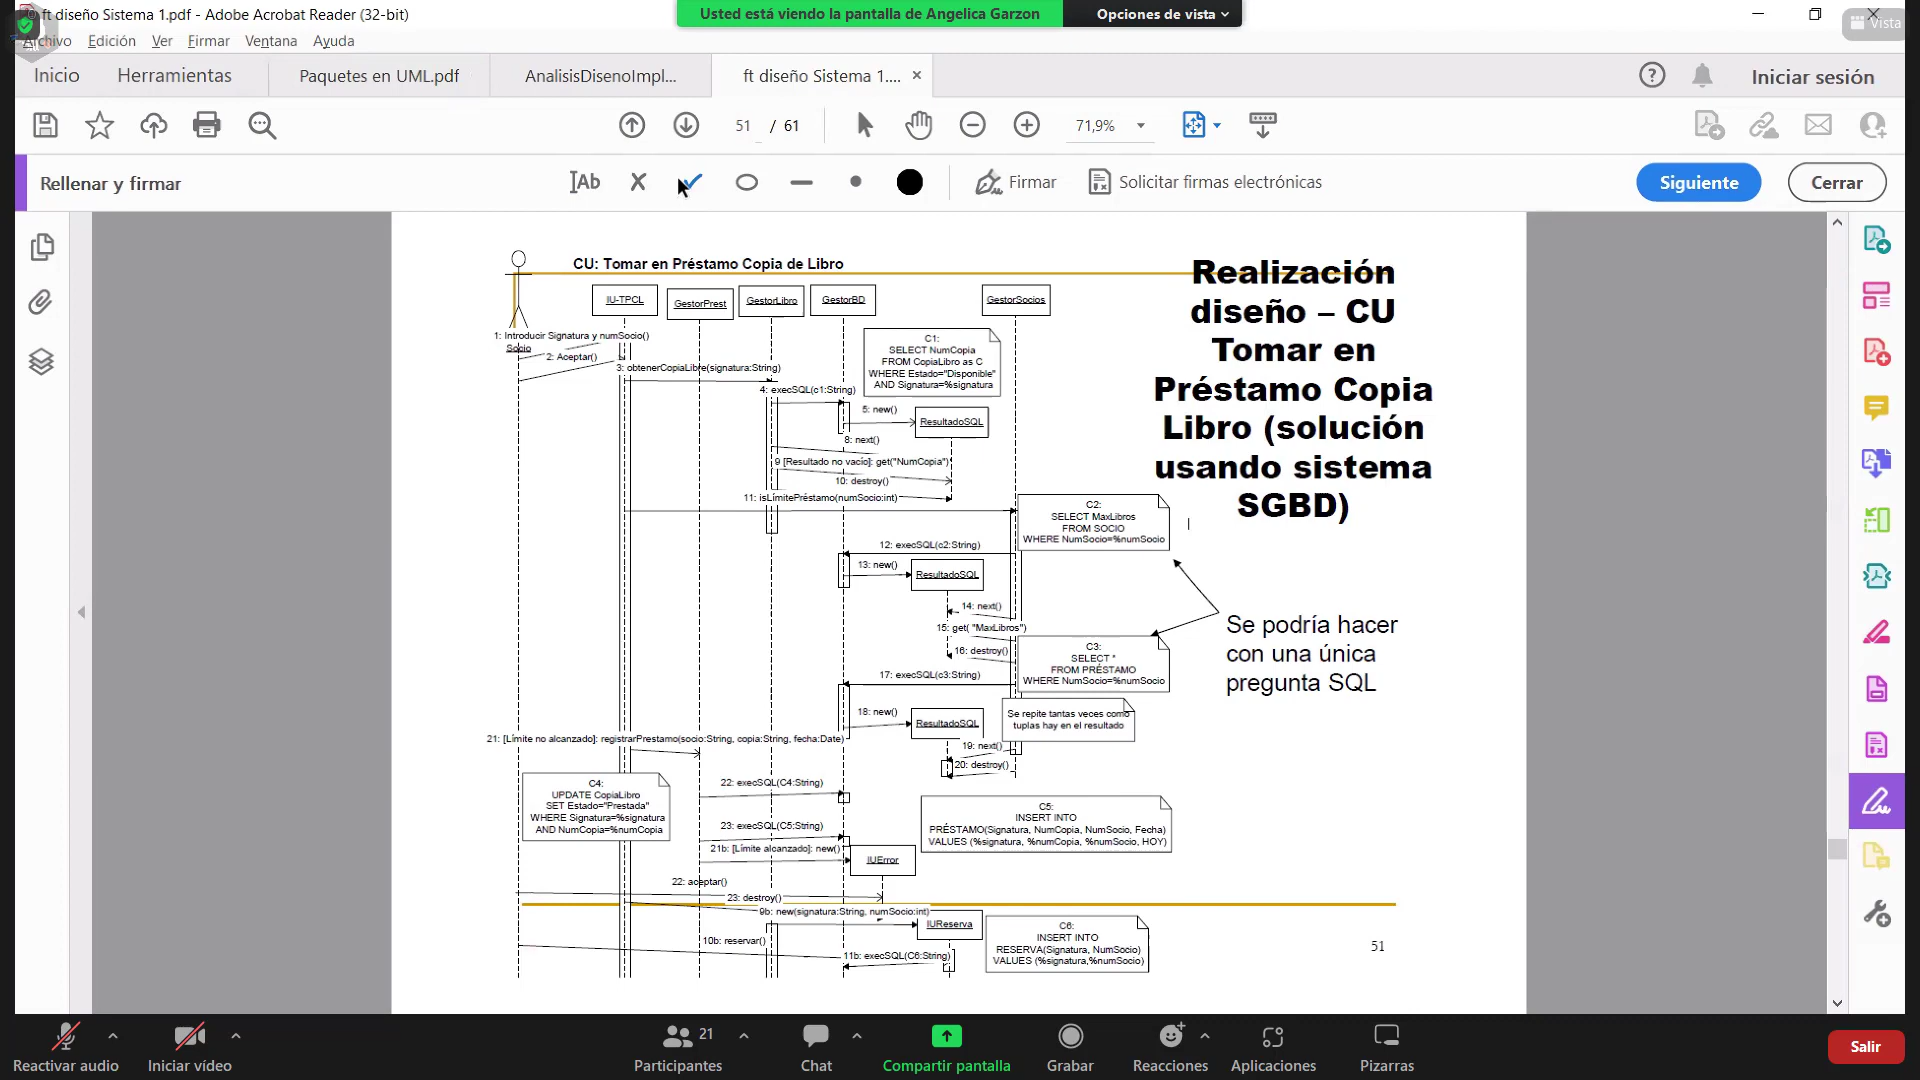 ft diseño Sistema 1.pdf - Adobe Acrobat Reader (32-bit)
Usted está viendo la pantalla de Angelica Garzon
Opciones de vista
Vista
Archivo Edición Ver Firmar Ventana Ayuda
Inicio Herramientas Paquetes en UML.pdf AnalisisDisenoImpl... ft diseño Sistema 1.... × Iniciar sesión
51 / 61 71,9%
Rellenar y firmar Ab Firmar Solicitar firmas electrónicas Siguiente Cerrar
CU: Tomar en Préstamo Copia de Libro
Realización
diseño – CU
Tomar en
Préstamo Copia
Libro (solución
usando sistema
SGBD)
IU-TPCL GestorPrest GestorLibro GestorBD GestorSocios
1: Introducir Signatura y numSocio()
Socio
2: Aceptar()
3: obtenerCopiaLibre(signatura:String)
C1:
SELECT NumCopia
FROM CopiaLibro as C
WHERE Estado="Disponible"
AND Signatura=%signatura
4: execSQL(c1:String)
5: new()
ResultadoSQL
8: next()
9 [Resultado no vacío]: get("NumCopia")
10: destroy()
11: isLímitePréstamo(numSocio:int)
C2:
SELECT MaxLibros
FROM SOCIO
WHERE NumSocio=%numSocio
12: execSQL(c2:String)
13: new()
ResultadoSQL
14: next()
15: get( "MaxLibros")
16: destroy()
Se podría hacer
con una única
pregunta SQL
C3:
SELECT *
FROM PRÉSTAMO
WHERE NumSocio=%numSocio
17: execSQL(c3:String)
18: new()
ResultadoSQL
Se repite tantas veces como
tuplas hay en el resultado
21: [Límite no alcanzado]: registrarPrestamo(socio:String, copia:String, fecha:Date)
19: next()
20: destroy()
C4:
UPDATE CopiaLibro
SET Estado="Prestada"
WHERE Signatura=%signatura
AND NumCopia=%numCopia
22: execSQL(C4:String)
23: execSQL(C5:String)
C5:
INSERT INTO
PRÉSTAMO(Signatura, NumCopia, NumSocio, Fecha)
VALUES (%signatura, %numCopia, %numSocio, HOY)
21b: [Límite alcanzado]: new()
IUError
22: aceptar()
23: destroy()
9b: new(signatura:String, numSocio:int)
IUReserva
10b: reservar()
11b: execSQL(C6:String)
C6:
INSERT INTO
RESERVA(Signatura, NumSocio)
VALUES (%signatura,%numSocio)
51
21
Reactivar audio Iniciar vídeo Participantes Chat Compartir pantalla Grabar Reacciones Aplicaciones Pizarras Salir